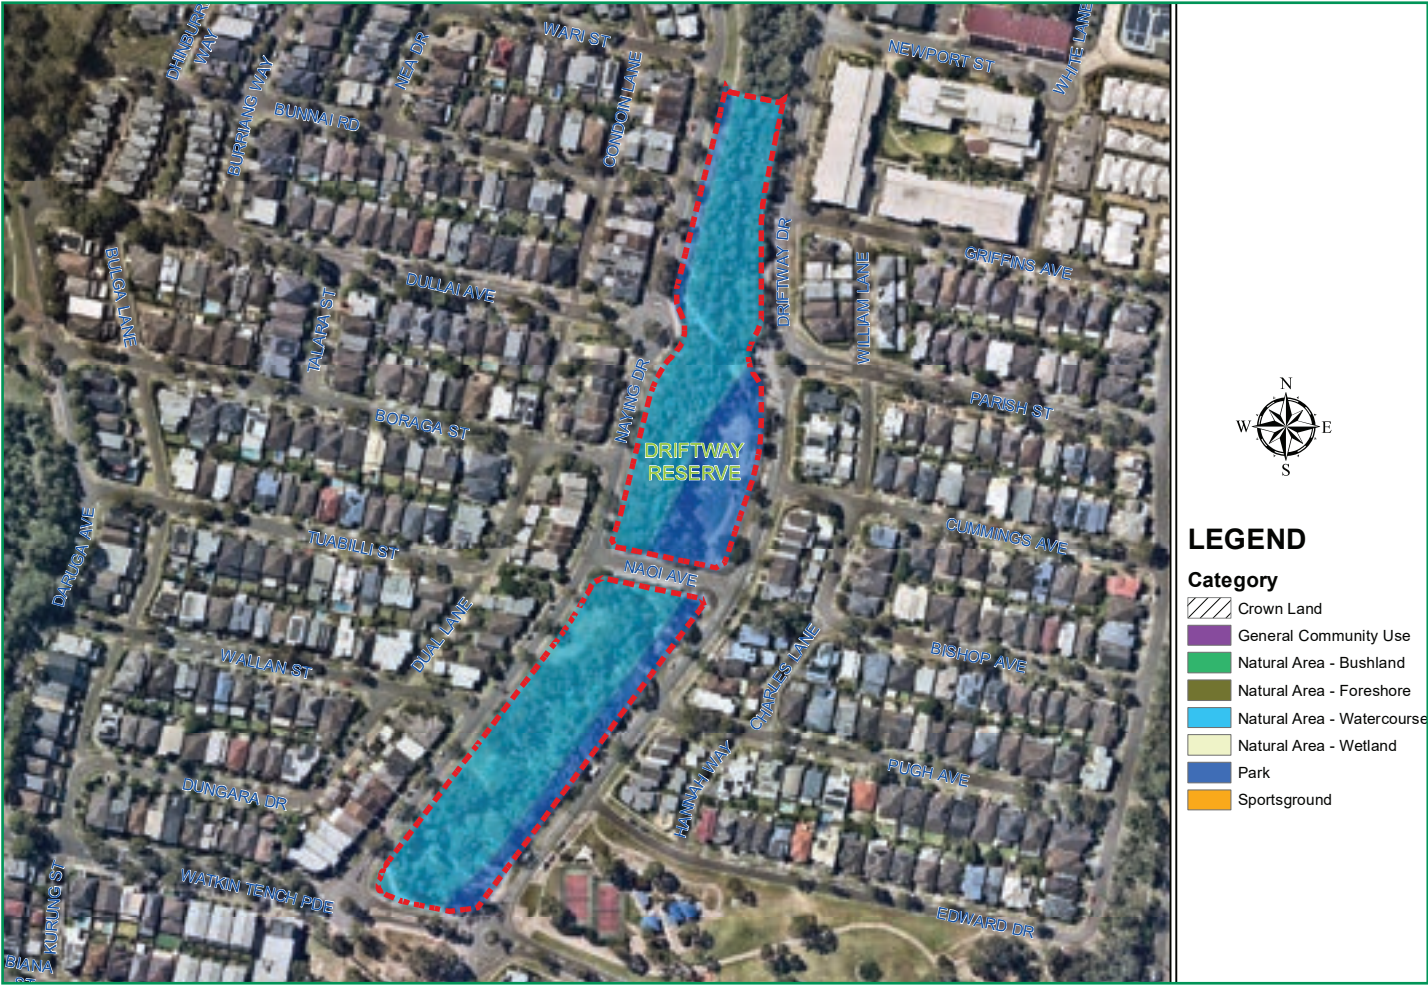 DHINBURRA
WAY
NEA DR
WARI ST
NEWPORT ST
WHITE LANE
BURRIANG WAY
BUNNAI RD
CONDOIN LANE
BULGA LANE
TALARA ST
DULLAI AVE
DRIFTWAY DR
WILLIAM LANE
GRIFFINS AVE
NAYING DR
BORAGA ST
PARISH ST
DRIFTWAY
RESERVE
DARUGA AVE
TUABILLI ST
CUMMINGS AVE
NAOI AVE
WALLAN ST
DUAL LANE
CHARLES LANE
BISHOP AVE
DUNGARA DR
HANNAH WAY
PUGH AVE
KURUNG ST
WATKIN TENCH PDE
EDWARD DR
BIANA
ST
N
W E
S
LEGEND
Category
Crown Land
General Community Use
Natural Area - Bushland
Natural Area - Foreshore
Natural Area - Watercourse
Natural Area - Wetland
Park
Sportsground